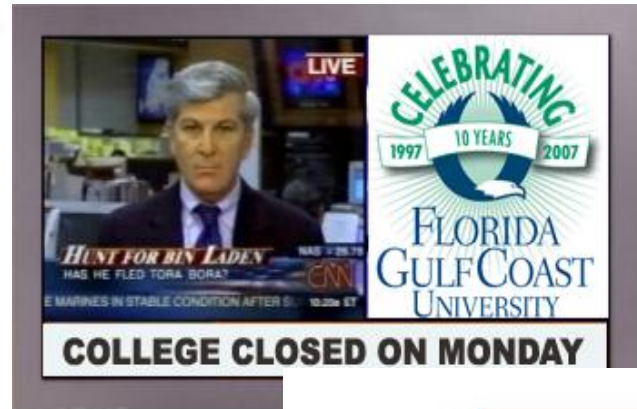 LIVE
HUNT FOR BIN LADEN
HAS HE FLED TORA BORA?
NAS
CNN
E MARINES IN STABLE CONDITION AFTER
10:20a ET
CELEBRATING
10 YEARS
1997 2007
FLORIDA
GULF COAST
UNIVERSITY
COLLEGE CLOSED ON MONDAY